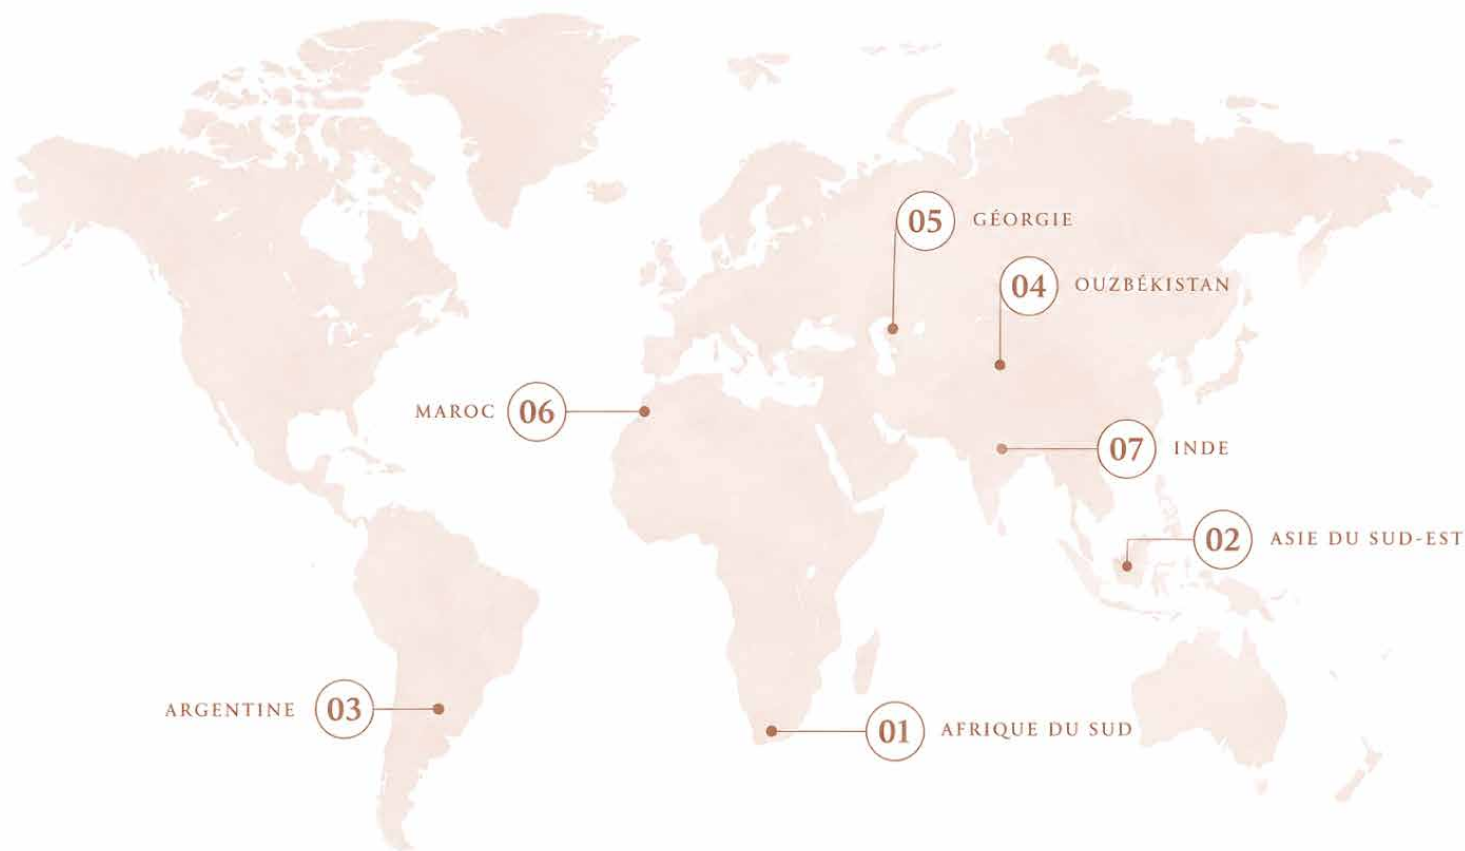 05 GÉORGIE
04 OUZBÉKISTAN
MAROC 06
07 INDE
02 ASIE DU SUD-EST
ARGENTINE 03
01 AFRIQUE DU SUD